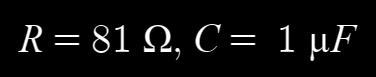 R = 81 Ω, C = 1 μF